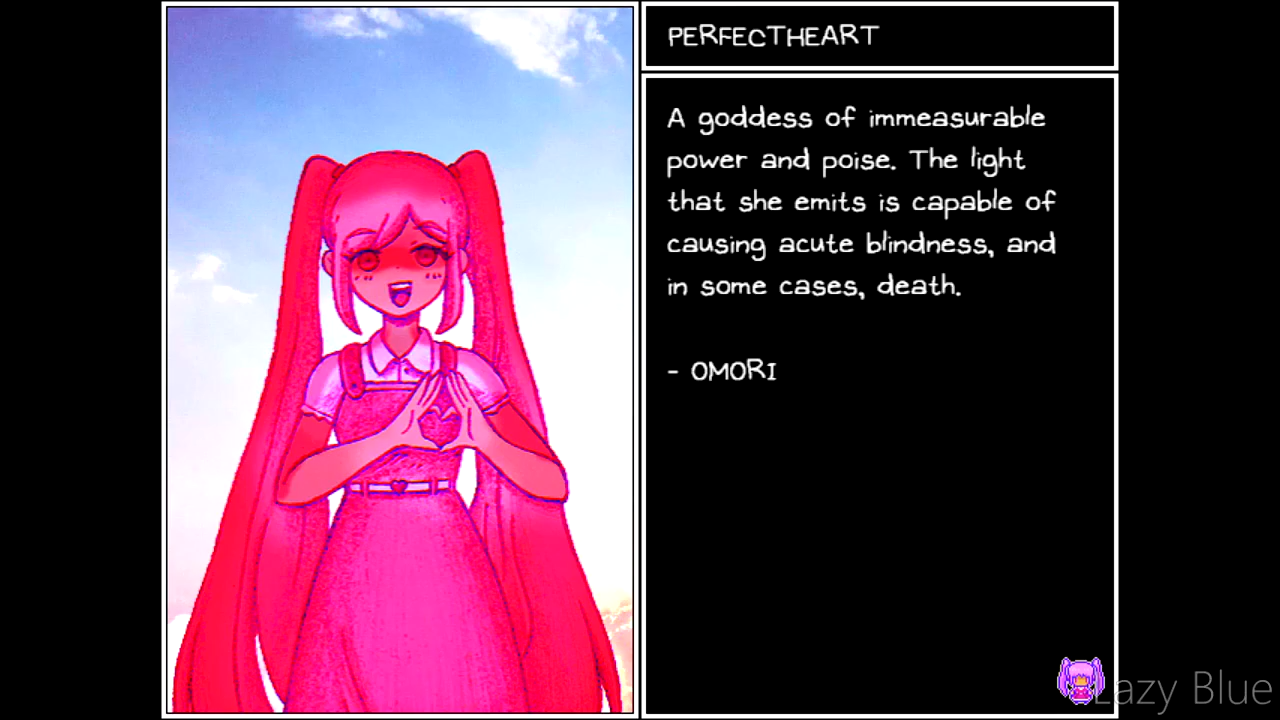 PERFECTHEART
A goddess of immeasurable
power and poise. The light
that she emits is capable of
causing acute blindness, and
in some cases, death.
- OMORI
Lazy Blue